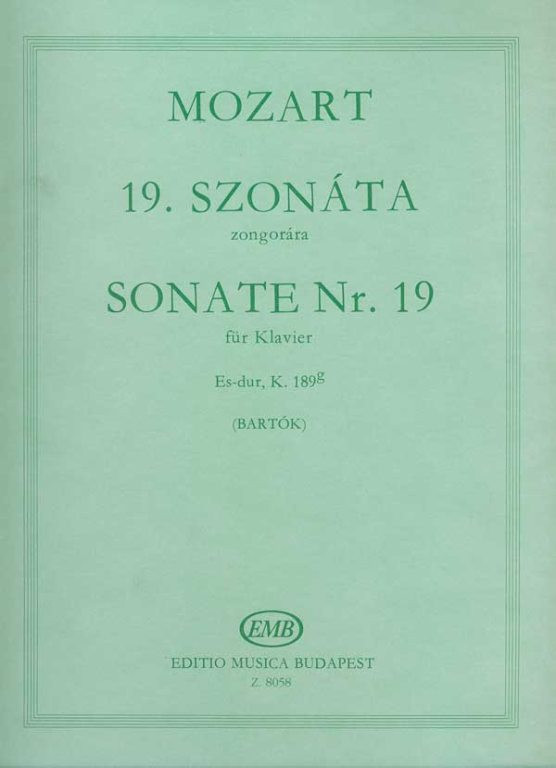 MOZART
19. SZONÁTA
zongorára
SONATE Nr. 19
für Klavier
Es-dur, K. 189g
(BARTÓK)
EMB
EDITIO MUSICA BUDAPEST
Z. 8058